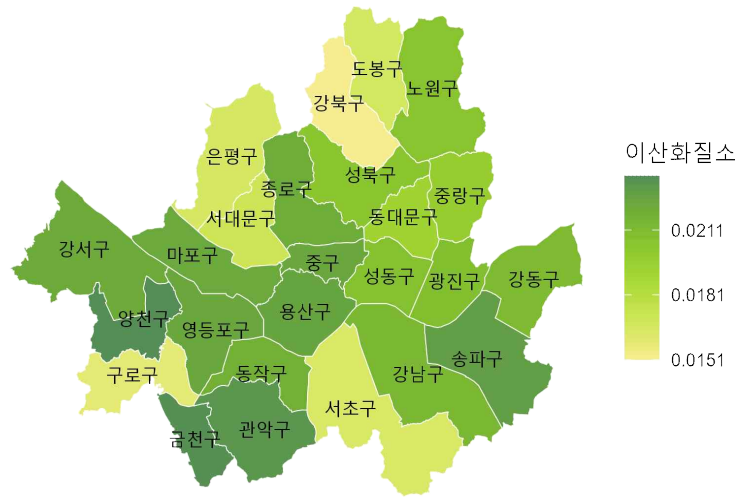 도봉구
노원구
강북구
이산화질소
은평구
성북구
종로구
중랑구
서대문구
동대문구
0.0211
강서구
마포구
중구
성동구
광진구
강동구
0.0181
양천구
영등포구
용산구
송파구
0.0151
구로구
동작구
강남구
서초구
금천구
관악구